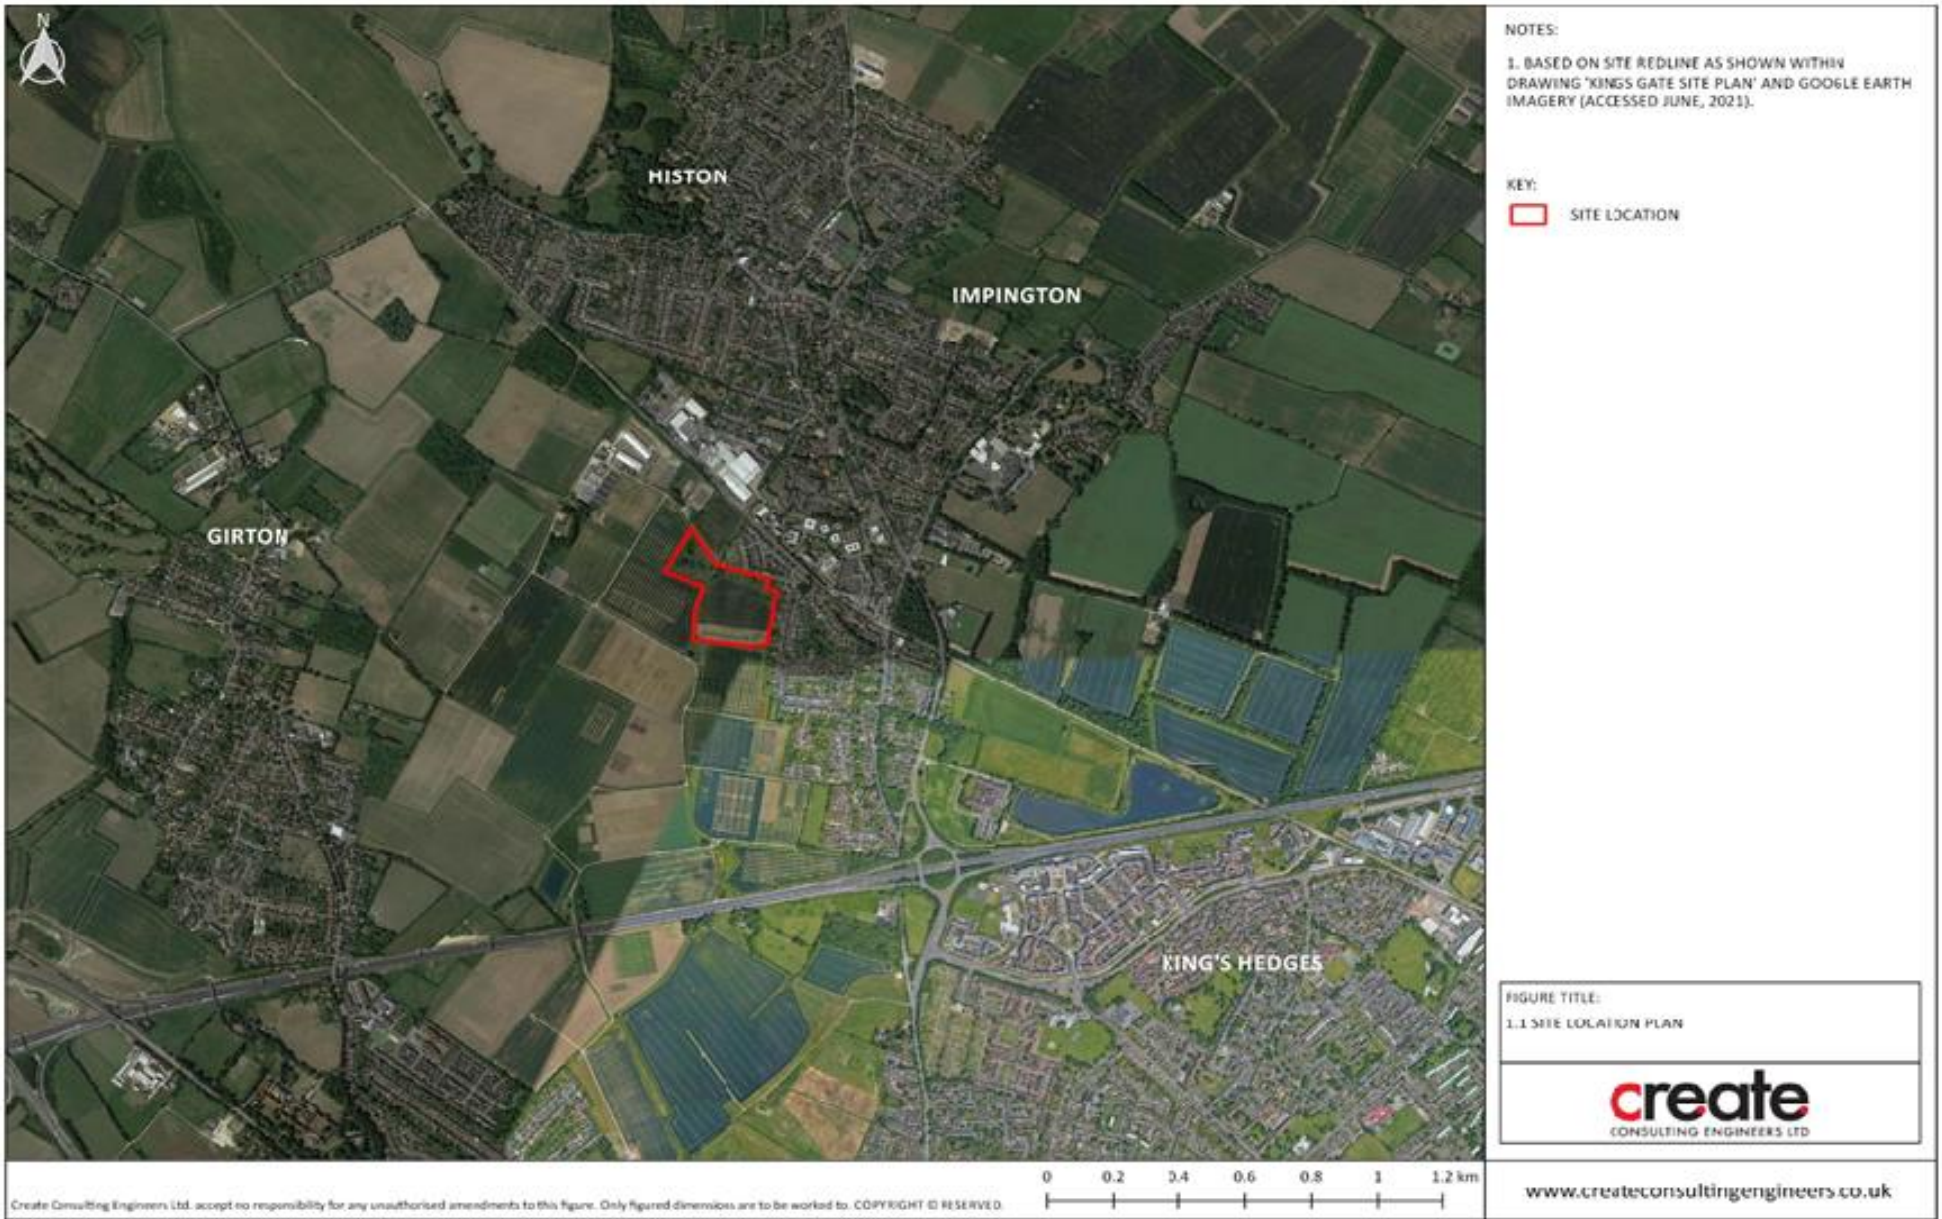 N
HISTON
IMPINGTON
GIRTON
KING'S HEDGES
NOTES:
1. BASED ON SITE REDLINE AS SHOWN WITHIN
DRAWING 'KINGS GATE SITE PLAN' AND GOOGLE EARTH
IMAGERY (ACCESSED JUNE, 2021).
KEY:
SITE LOCATION
FIGURE TITLE:
1.1 SITE LOCATION PLAN
create
CONSULTING ENGINEERS LTD
0 0.2 0.4 0.6 0.8 1 1.2 km
Create Consulting Engineers Ltd. accept no responsibility for any unauthorised amendments to this figure. Only figured dimensions are to be worked to. COPYRIGHT © RESERVED.
www.createconsultingengineers.co.uk